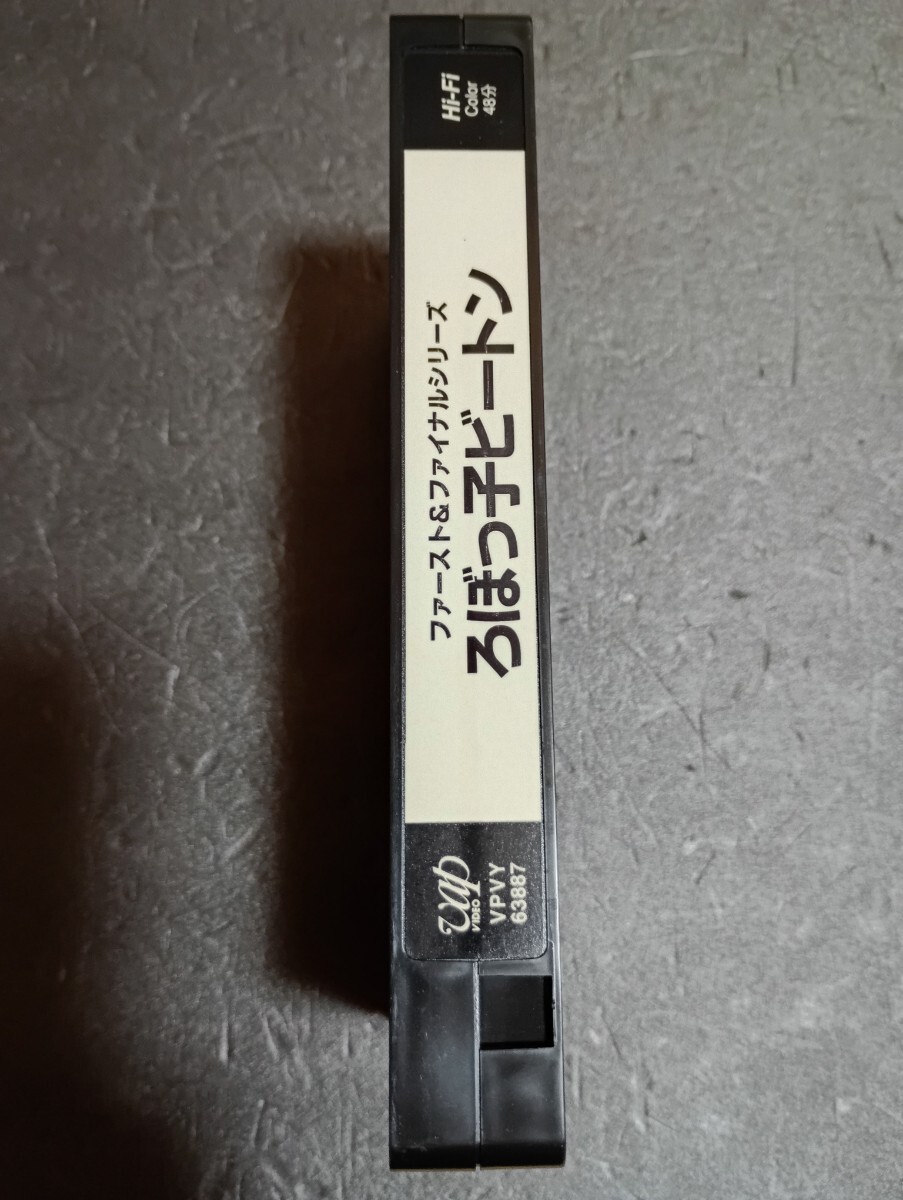 vap
VIDEO
VPVY
63887
ファースト&ファイナルシリーズ
ろぼっ子ビートン
Hi-Fi
Color
48分